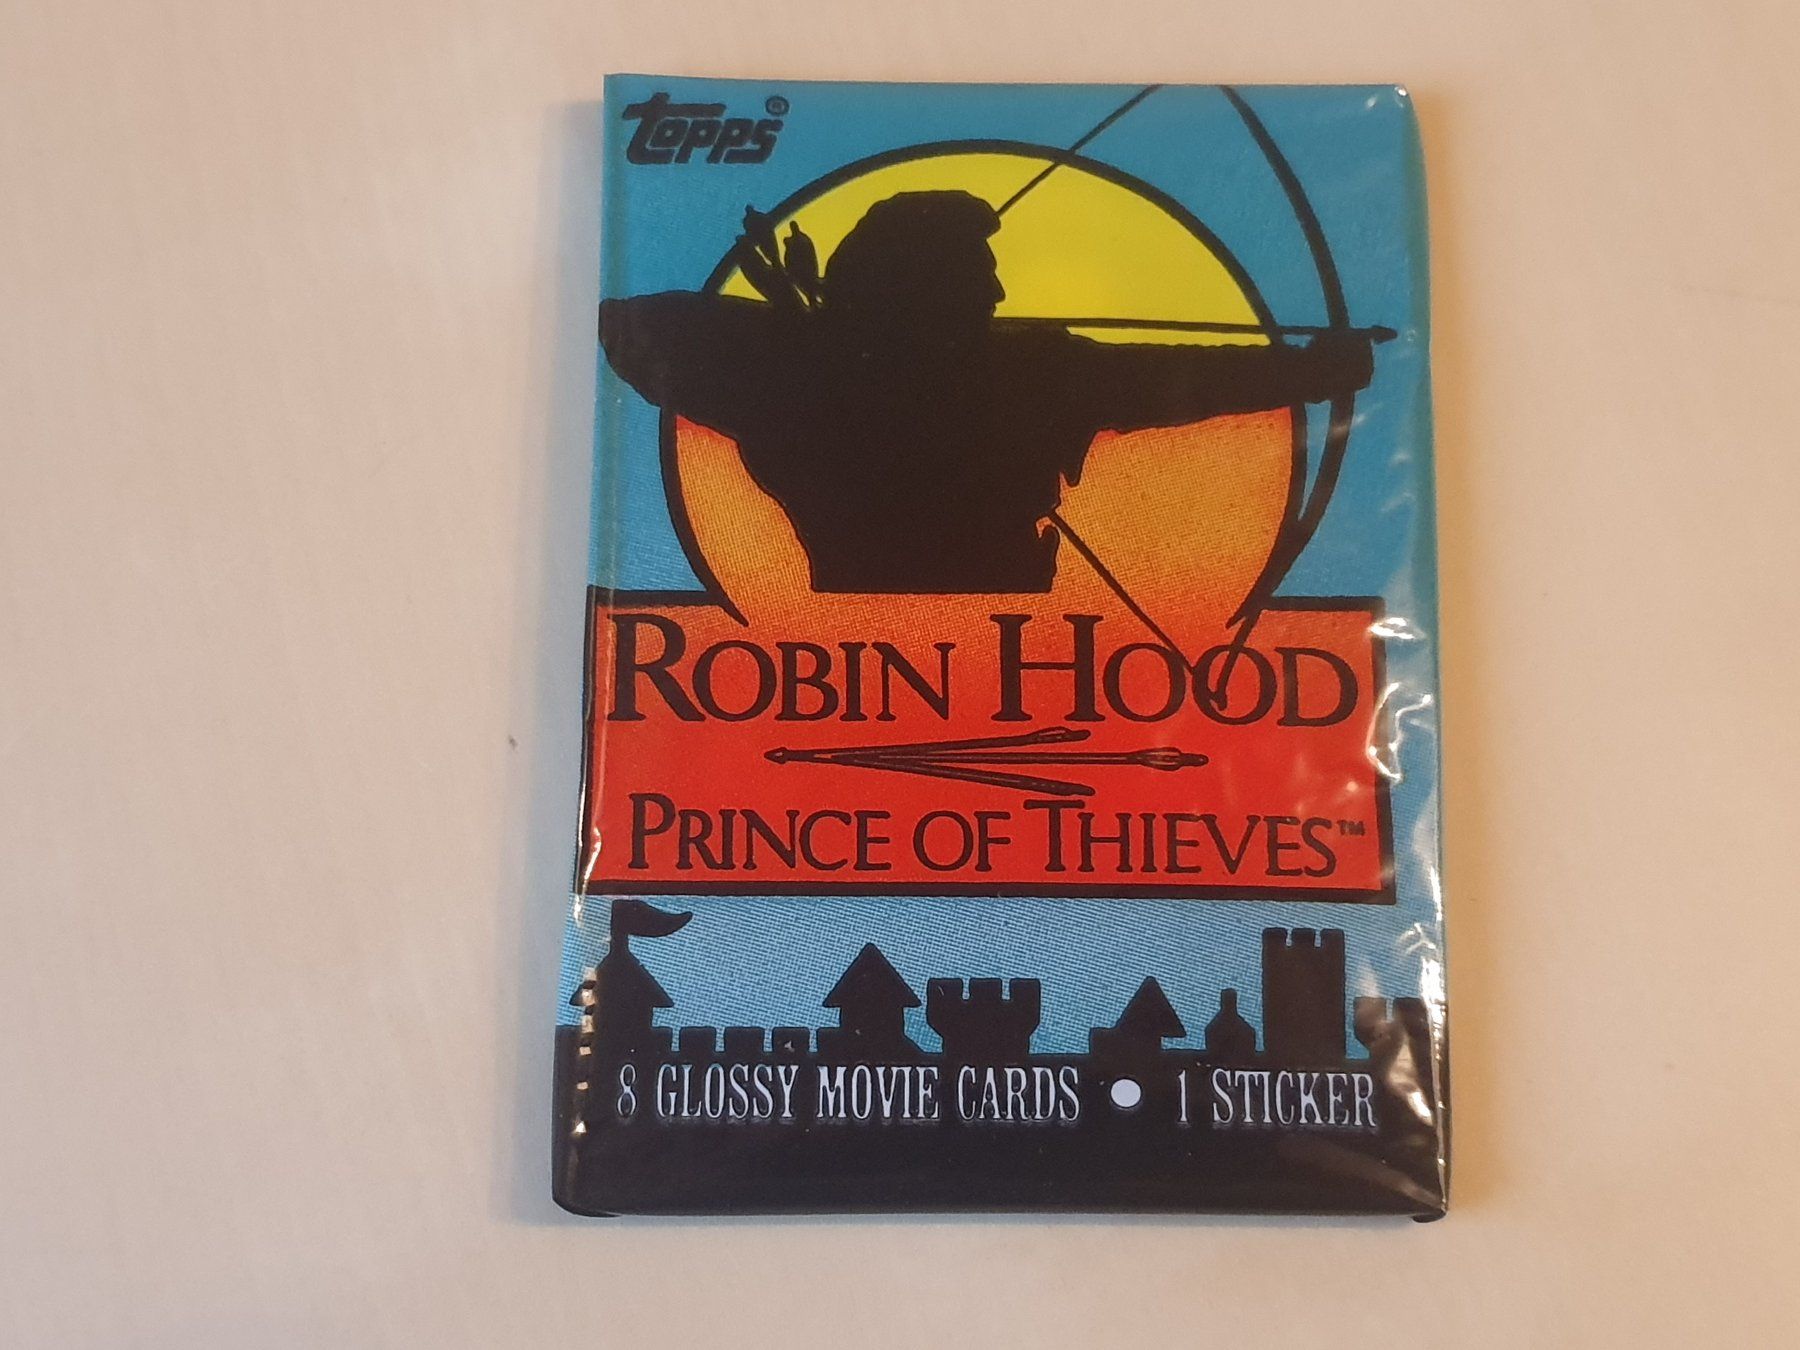 Topps®
ROBIN HOOD
PRINCE OF THIEVES™
8 GLOSSY MOVIE CARDS • 1 STICKER